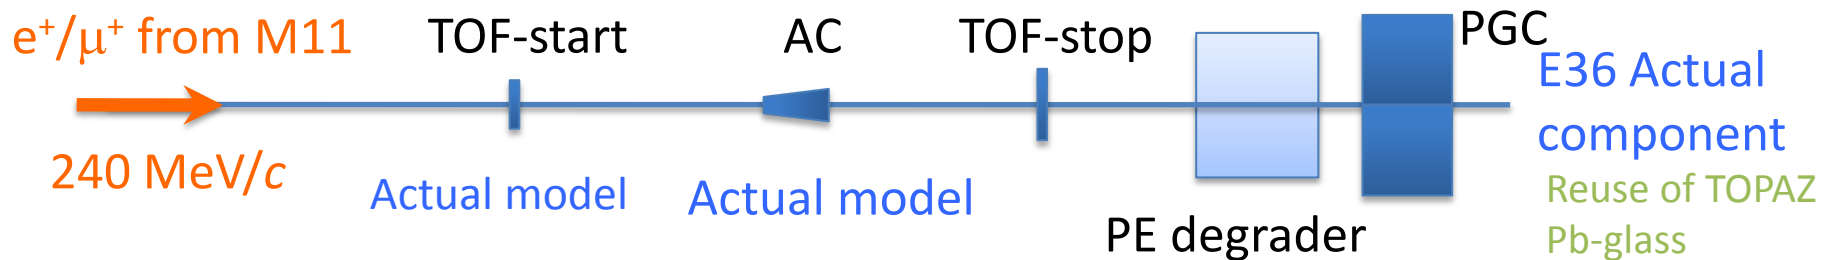 e⁺/μ⁺ from M11
TOF-start
AC
TOF-stop
PGC
E36 Actual
component
240 MeV/c
Actual model
Actual model
PE degrader
Reuse of TOPAZ
Pb-glass